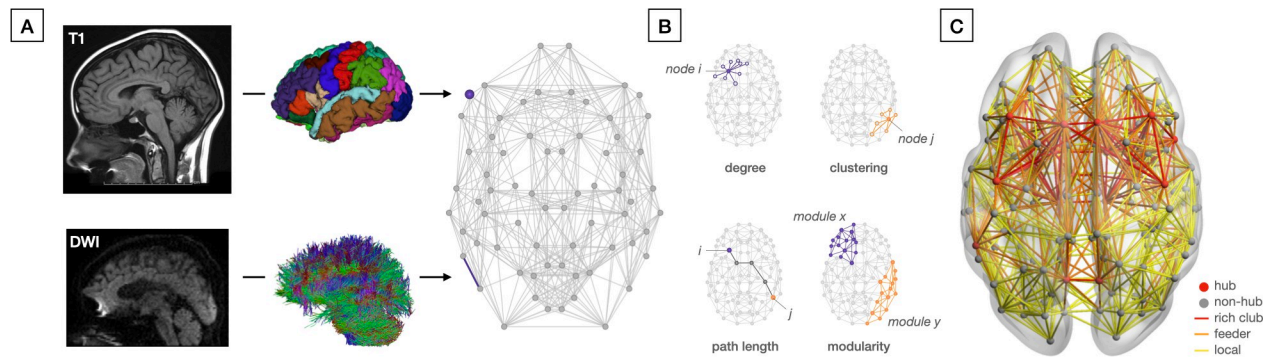 A
T1
DWI
B
node i
node j
degree
clustering
module x
i
j
module y
path length
modularity
C
hub
non-hub
rich club
feeder
local